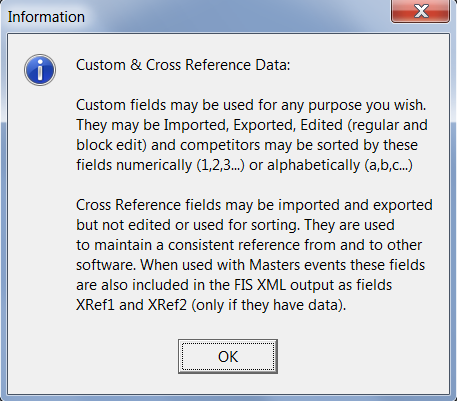 Information
Custom & Cross Reference Data:
Custom fields may be used for any purpose you wish.
They may be Imported, Exported, Edited (regular and
block edit) and competitors may be sorted by these
fields numerically (1,2,3...) or alphabetically (a,b,c...)
Cross Reference fields may be imported and exported
but not edited or used for sorting. They are used
to maintain a consistent reference from and to other
software. When used with Masters events these fields
are also included in the FIS XML output as fields
XRef1 and XRef2 (only if they have data).
OK